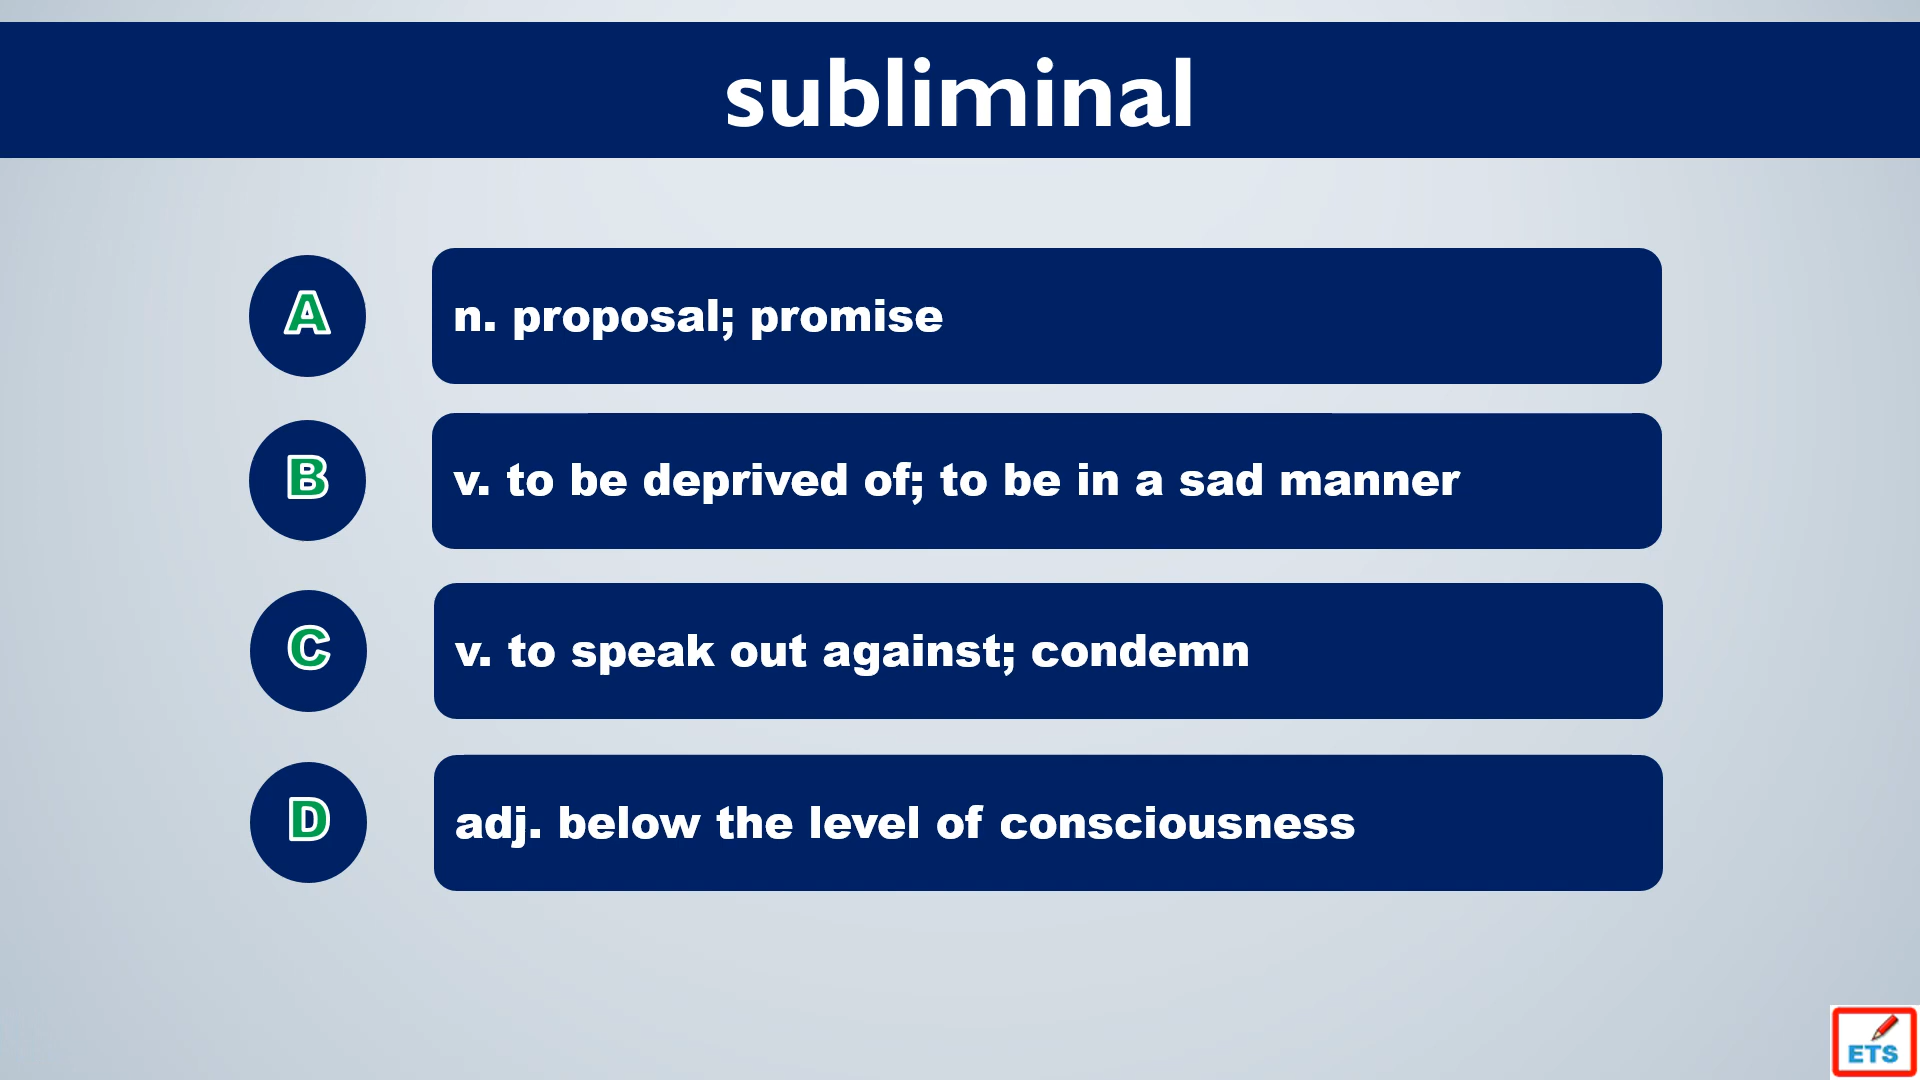 subliminal
A
n. proposal; promise
B
v. to be deprived of; to be in a sad manner
C
v. to speak out against; condemn
D
adj. below the level of consciousness
ETS